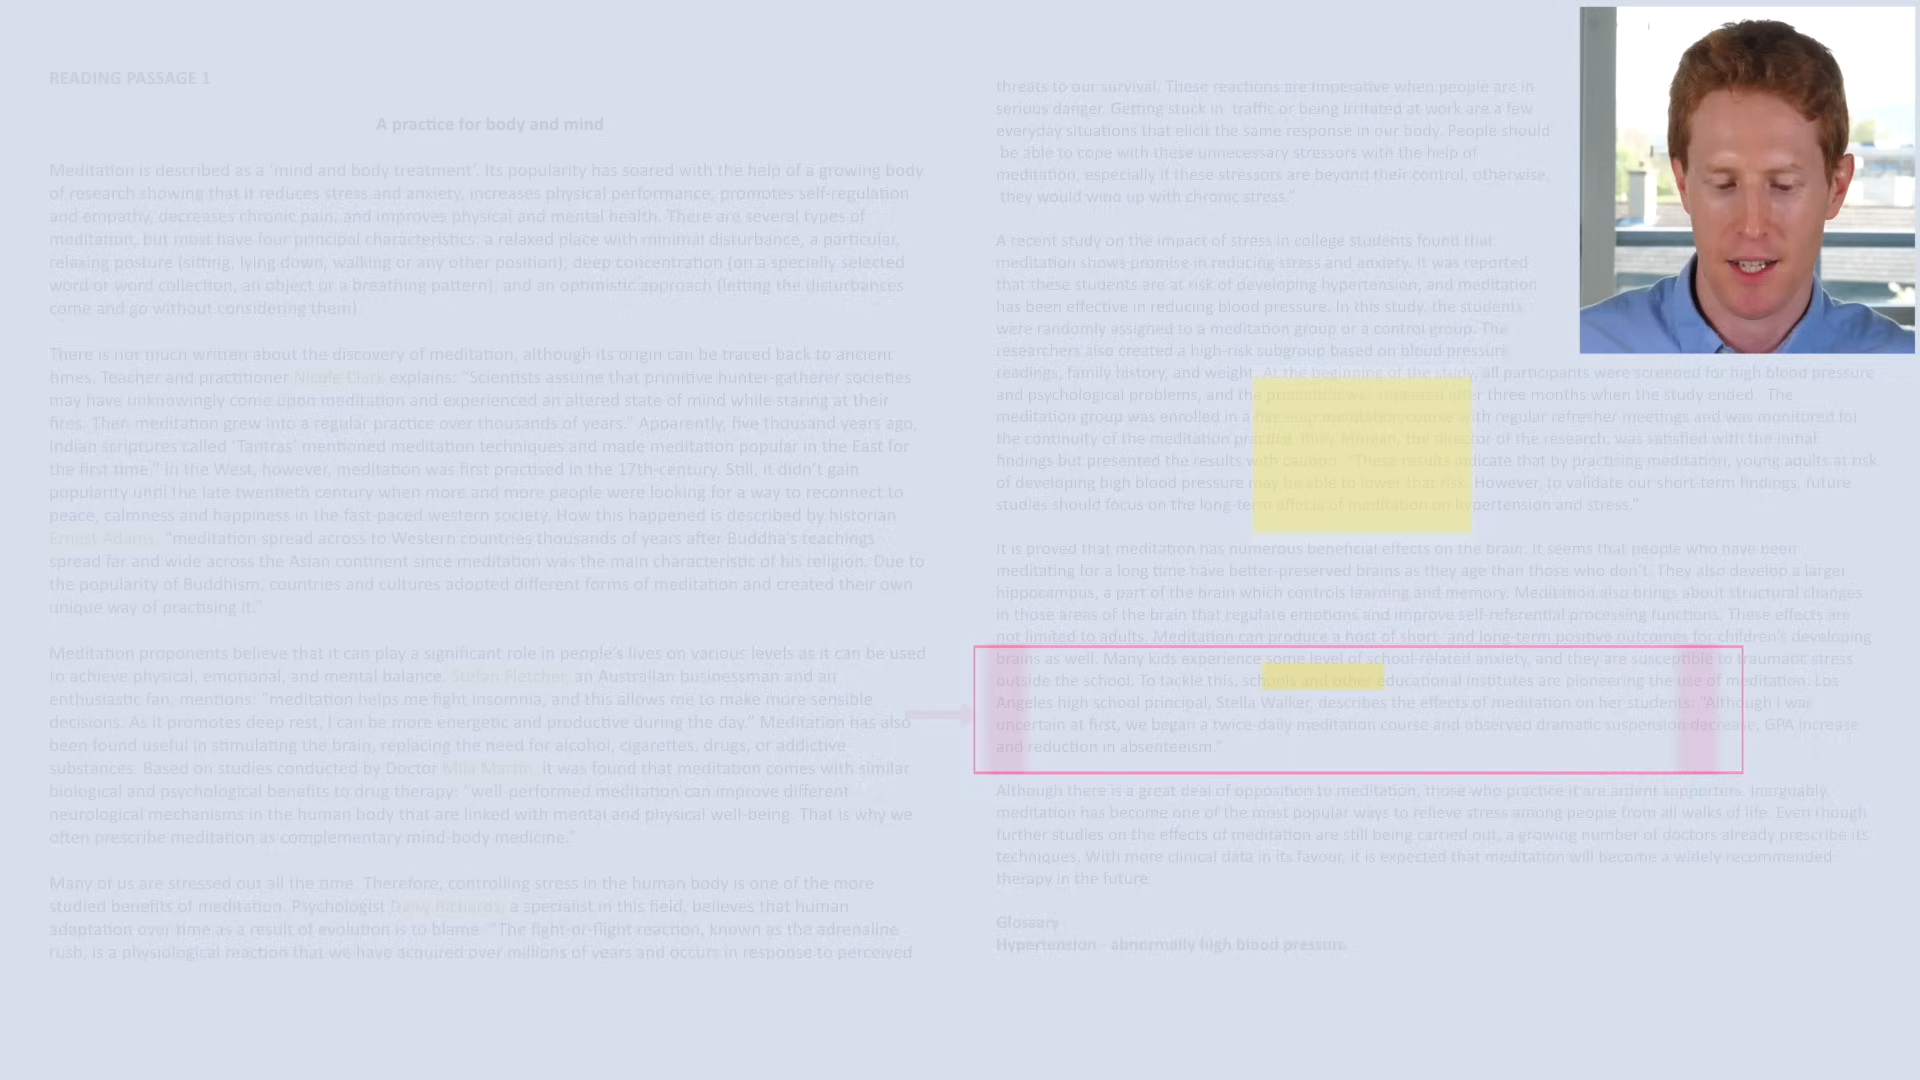 READING PASSAGE 1
A practice for body and mind
Meditation is described as a ‘mind and body treatment’. Its popularity has soared with the help of a growing body
of research showing that it reduces stress and anxiety, increases physical performance, promotes self-regulation
and empathy, decreases chronic pain, and improves physical and mental health. There are several types of
meditation, but most have four principal characteristics: a relaxed place with minimal disturbance, a particular,
relaxing posture (sitting, lying down, walking or any other position); deep concentration (on a specially selected
word or word collection, an object or a breathing pattern); and an optimistic approach (letting the disturbances
come and go without considering them).
There is not much written about the discovery of meditation, although its origin can be traced back to ancient
times. Teacher and practitioner Nicole Clark explains: “Scientists assume that primitive hunter-gatherer societies
may have unknowingly come upon meditation and experienced an altered state of mind while staring at their
fires. Then meditation grew into a regular practice over thousands of years.” Apparently, five thousand years ago,
Indian scriptures called ‘Tantras’ mentioned meditation techniques and made meditation popular in the East for
the first time.” In the West, however, meditation was first practised in the 17th-century. Still, it didn’t gain
popularity until the late twentieth century when more and more people were looking for a way to reconnect to
peace, calmness and happiness in the fast-paced western society. How this happened is described by historian
Ernest Adams, “meditation spread across to Western countries thousands of years after Buddha’s teachings
spread far and wide across the Asian continent since meditation was the main characteristic of his religion. Due to
the popularity of Buddhism, countries and cultures adopted different forms of meditation and created their own
unique way of practising it.”
Meditation proponents believe that it can play a significant role in people’s lives on various levels as it can be used
to achieve physical, emotional, and mental balance. Stefan Fletcher, an Australian businessman and an
enthusiastic fan, mentions: “meditation helps me fight insomnia, and this allows me to make more sensible
decisions. As it promotes deep rest, I can be more energetic and productive during the day.” Meditation has also
been found useful in stimulating the brain, replacing the need for alcohol, cigarettes, drugs, or addictive
substances. Based on studies conducted by Doctor Mila Martin, it was found that meditation comes with similar
biological and psychological benefits to drug therapy: “well-performed meditation can improve different
neurological mechanisms in the human body that are linked with mental and physical well-being. That is why we
often prescribe meditation as complementary mind-body medicine.”
Many of us are stressed out all the time. Therefore, controlling stress in the human body is one of the more
studied benefits of meditation. Psychologist Daisy Richards, a specialist in this field, believes that human
adaptation over time as a result of evolution is to blame. “The fight-or-flight reaction, known as the adrenaline
rush, is a physiological reaction that we have acquired over millions of years and occurs in response to perceived
threats to our survival. These reactions are imperative when people are in
serious danger. Getting stuck in traffic or being irritated at work are a few
everyday situations that elicit the same response in our body. People should
be able to cope with these unnecessary stressors with the help of
meditation, especially if these stressors are beyond their control, otherwise,
they would wind up with chronic stress.”
A recent study on the impact of stress in college students found that
meditation shows promise in reducing stress and anxiety. It was reported
that these students are at risk of developing hypertension, and meditation
has been effective in reducing blood pressure. In this study, the students
were randomly assigned to a meditation group or a control group. The
researchers also created a high-risk subgroup based on blood pressure
readings, family history, and weight. At the beginning of the study, all participants were screened for high blood pressure
and psychological problems, and the procedure was repeated after three months when the study ended. The
meditation group was enrolled in a meditation course with regular refresher meetings and was monitored for
the continuity of the meditation practice. the director of the research, was satisfied with the initial
findings but presented the results with caution: “These results indicate that by practising meditation, young adults at risk
of developing high blood pressure may be able to lower that risk. However, to validate our short-term findings, future
studies should focus on the long-term effects of meditation on hypertension and stress.”
It is proved that meditation has numerous beneficial effects on the brain. It seems that people who have been
meditating for a long time have better-preserved brains as they age than those who don’t. They also develop a larger
hippocampus, a part of the brain which controls learning and memory. Meditation also brings about structural changes
in those areas of the brain that regulate emotions and improve self-referential processing functions. These effects are
not limited to adults. Meditation can produce a host of short- and long-term positive outcomes for children’s developing
brains as well. Many kids experience some level of school-related anxiety, and they are susceptible to traumatic stress
outside the school. To tackle this, schools and other educational institutes are pioneering the use of meditation. Los
Angeles high school principal, Stella Walker, describes the effects of meditation on her students: “Although I was
uncertain at first, we began a twice-daily meditation course and observed dramatic suspension decrease, GPA increase
and reduction in absenteeism.”
Although there is a great deal of opposition to meditation, those who practice it are ardent supporters. Inarguably,
meditation has become one of the most popular ways to relieve stress among people from all walks of life. Even though
further studies on the effects of meditation are still being carried out, a growing number of doctors already prescribe its
techniques. With more clinical data in its favour, it is expected that meditation will become a widely recommended
therapy in the future.
Glossary
Hypertension - abnormally high blood pressure.